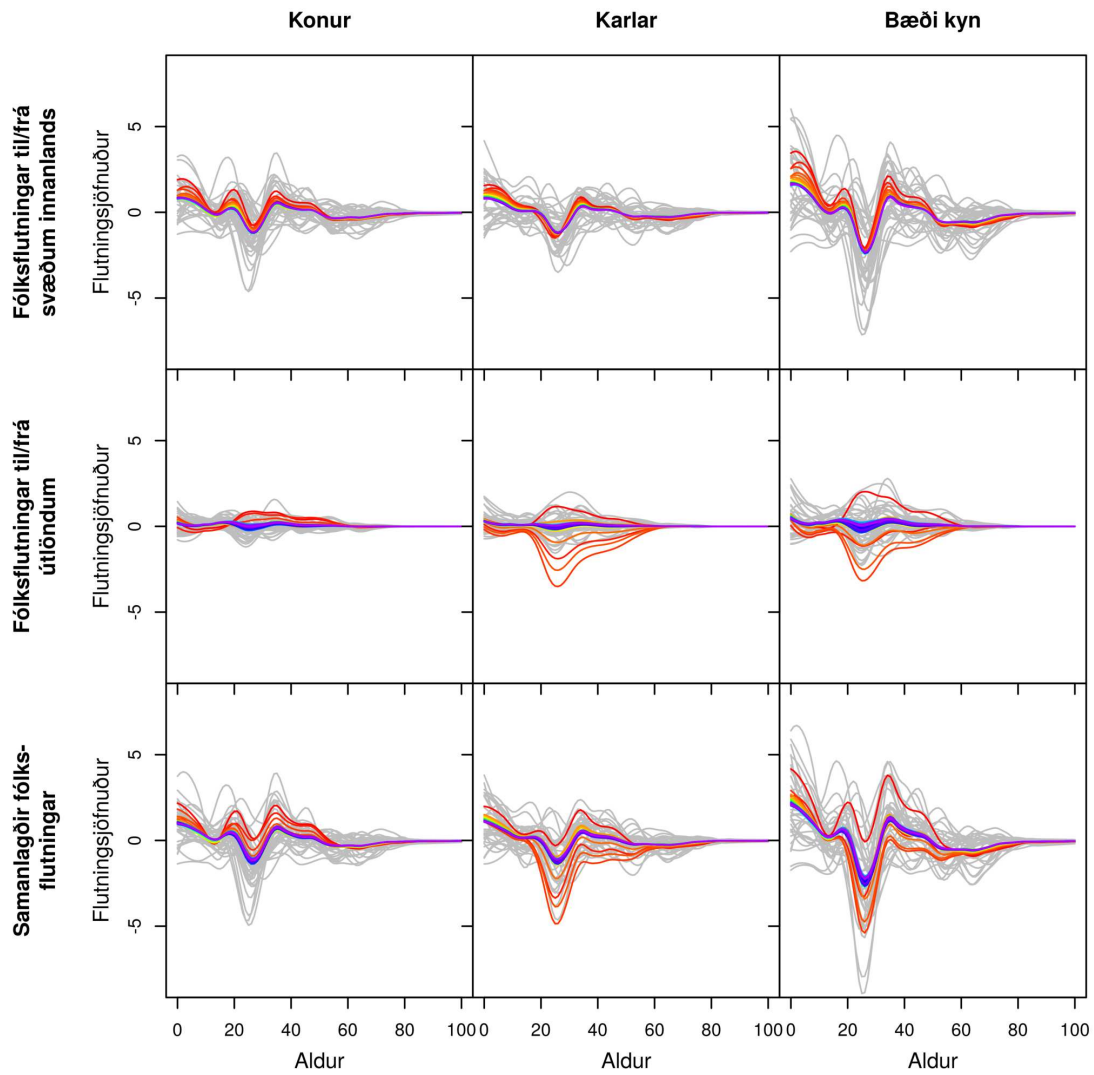 Konur
Karlar
Bæði kyn
Fólksflutningar til/frá
svæðum innanlands
Flutningsjöfnuður
5
0
-5
Fólksflutningar til/frá
útlöndum
Flutningsjöfnuður
5
0
-5
Samanlagðir fólks-
flutningar
Flutningsjöfnuður
5
0
-5
0 20 40 60 80 100
0 20 40 60 80 100
0 20 40 60 80 100
Aldur
Aldur
Aldur